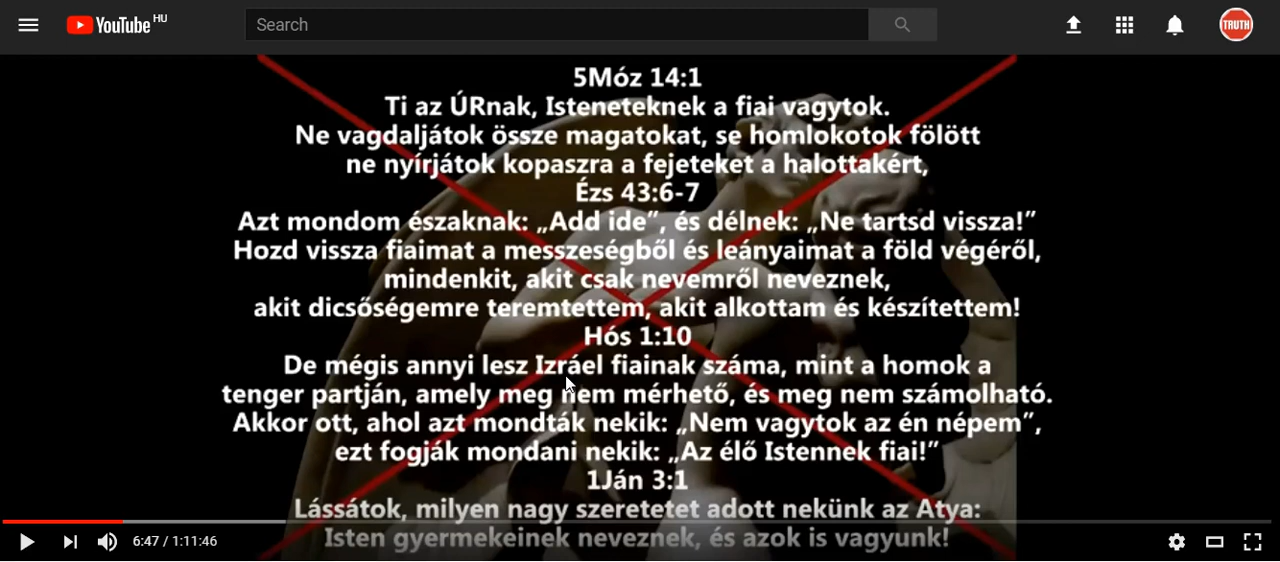 YouTube HU
Search
TRUTH
5Móz 14:1
Ti az ÚRnak, Isteneteknek a fiai vagytok.
Ne vagdaljátok össze magatokat, se homlokotok fölött
ne nyírjátok kopaszra a fejeteket a halottakért,
Ézs 43:6-7
Azt mondom északnak: „Add ide”, és délnek: „Ne tartsd vissza!”
Hozd vissza fiaimat a messzeségből és leányaimat a föld végéről,
mindenkit, akit csak nevemről neveznek,
akit dicsőségemre teremtettem, akit alkottam és készítettem!
Hós 1:10
De mégis annyi lesz Izráel fiainak száma, mint a homok a
tenger partján, amely meg nem mérhető, és meg nem számolható.
Akkor ott, ahol azt mondták nekik: „Nem vagytok az én népem”,
ezt fogják mondani nekik: „Az élő Istennek fiai!”
1Ján 3:1
Lássátok, milyen nagy szeretetet adott nekünk az Atya:
Isten gyermekeinek neveznek, és azok is vagyunk!
6:47 / 1:11:46